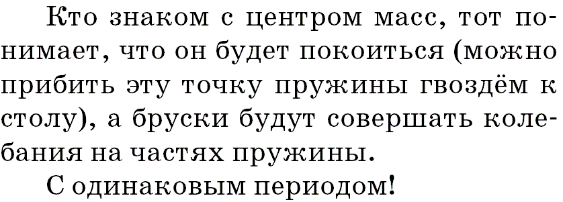 Кто знаком с центром масс, тот по-
нимает, что он будет покоиться (можно
прибить эту точку пружины гвоздём к
столу), а бруски будут совершать коле-
бания на частях пружины.
С одинаковым периодом!